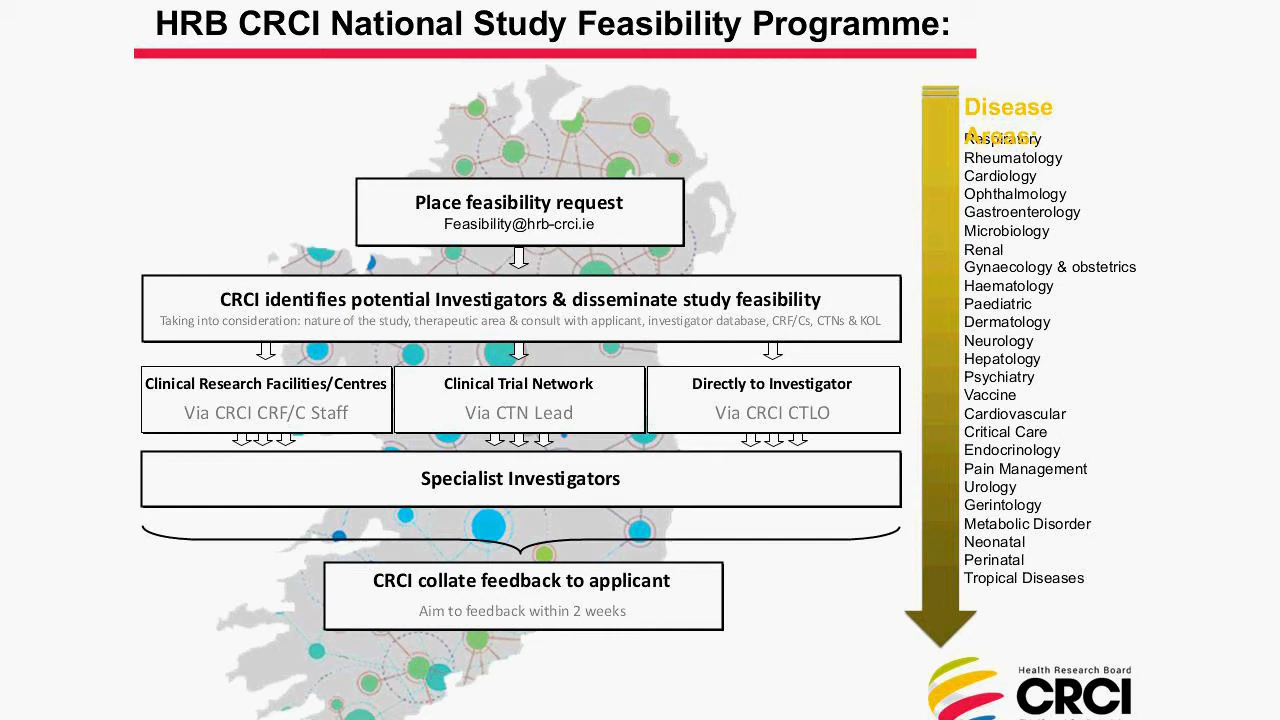 HRB CRCI National Study Feasibility Programme:
Place feasibility request
Feasibility@hrb-crci.ie
CRCI identifies potential Investigators & disseminate study feasibility
Taking into consideration: nature of the study, therapeutic area & consult with applicant, investigator database, CRF/Cs, CTNs & KOL
Clinical Research Facilities/Centres
Via CRCI CRF/C Staff
Clinical Trial Network
Via CTN Lead
Directly to Investigator
Via CRCI CTLO
Specialist Investigators
CRCI collate feedback to applicant
Aim to feedback within 2 weeks
Disease
Areas:
Respiratory
Rheumatology
Cardiology
Ophthalmology
Gastroenterology
Microbiology
Renal
Gynaecology & obstetrics
Haematology
Paediatric
Dermatology
Neurology
Hepatology
Psychiatry
Vaccine
Cardiovascular
Critical Care
Endocrinology
Pain Management
Urology
Gerintology
Metabolic Disorder
Neonatal
Perinatal
Tropical Diseases
Health Research Board
CRCI